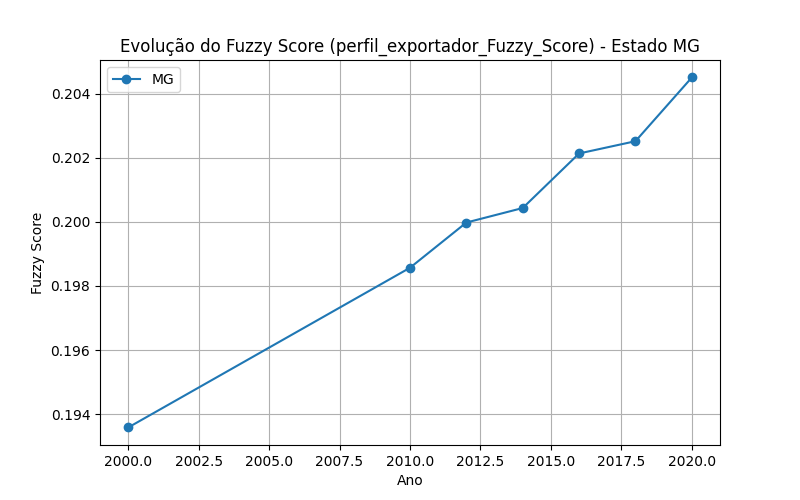 Evolução do Fuzzy Score (perfil_exportador_Fuzzy_Score) - Estado MG
MG
0.204
0.202
0.200
0.198
0.196
0.194
Fuzzy Score
2000.0 2002.5 2005.0 2007.5 2010.0 2012.5 2015.0 2017.5 2020.0
Ano